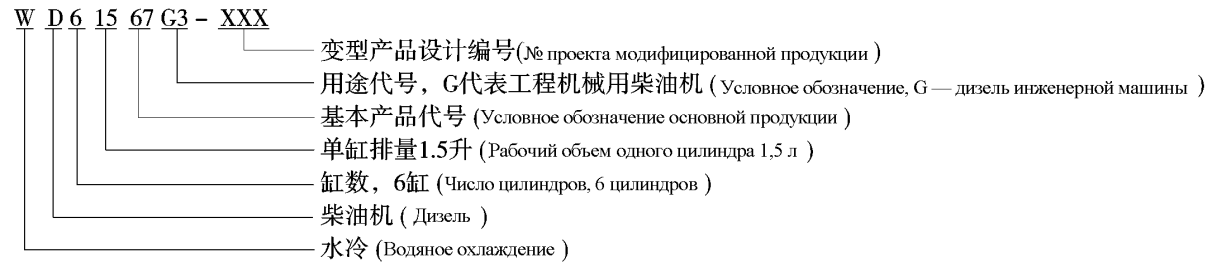 W D 6 15 67 G3 - XXX
变型产品设计编号(№ проекта модифицированной продукции )
用途代号，G代表工程机械用柴油机 ( Условное обозначение, G — дизель инженерной машины )
基本产品代号 (Условное обозначение основной продукции )
单缸排量1.5升 (Рабочий объем одного цилиндра 1,5 л )
缸数，6缸 (Число цилиндров, 6 цилиндров )
柴油机 ( Дизель )
水冷 (Водяное охлаждение )